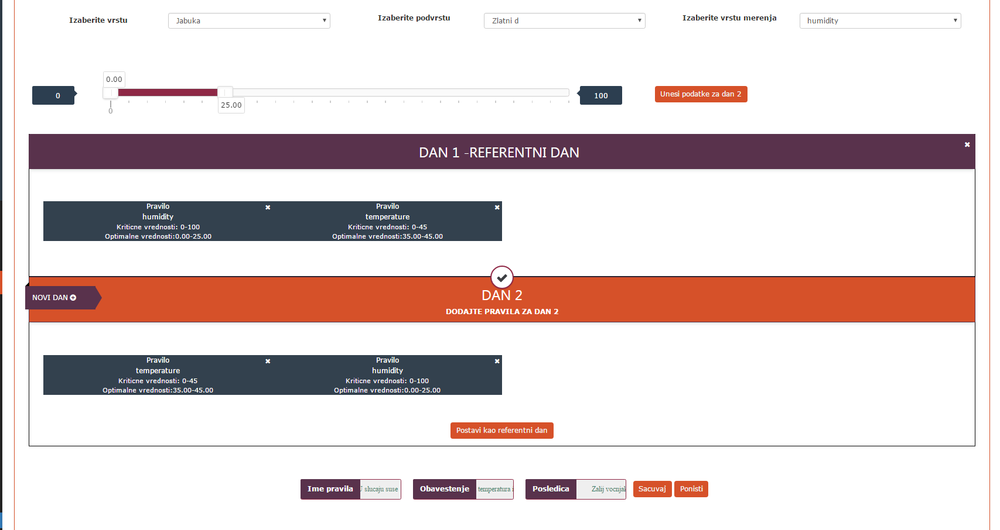 Izaberite vrstu
Jabuka
Izaberite podvrstu
Zlatni d
Izaberite vrstu merenja
humidity
0.00
0
25.00
0
100
Unesi podatke za dan 2
DAN 1 -REFERENTNI DAN
Pravilo
humidity
Kriticne vrednosti: 0-100
Optimalne vrednosti:0.00-25.00
Pravilo
temperature
Kriticne vrednosti: 0-45
Optimalne vrednosti:35.00-45.00
NOVI DAN
DAN 2
DODAJTE PRAVILA ZA DAN 2
Pravilo
temperature
Kriticne vrednosti: 0-45
Optimalne vrednosti:35.00-45.00
Pravilo
humidity
Kriticne vrednosti: 0-100
Optimalne vrednosti:0.00-25.00
Postavi kao referentni dan
Ime pravila
U slucaju suse
Obavestenje
temperatura i
Posledica
Zalij vocnjak
Sacuvaj
Ponisti